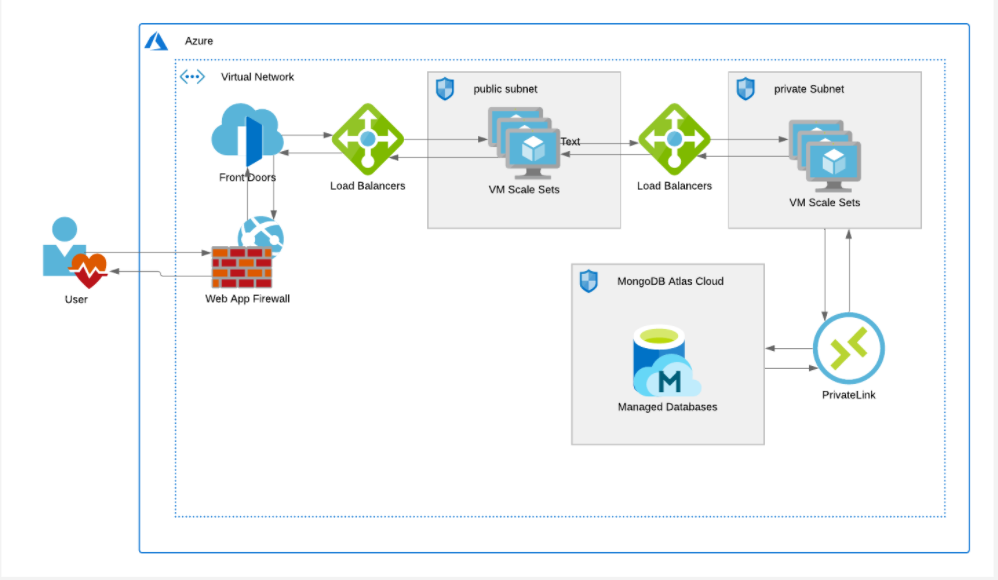 Azure
Virtual Network
public subnet
private Subnet
Text
Front Doors
Load Balancers
VM Scale Sets
Load Balancers
VM Scale Sets
User
Web App Firewall
MongoDB Atlas Cloud
M
Managed Databases
PrivateLink